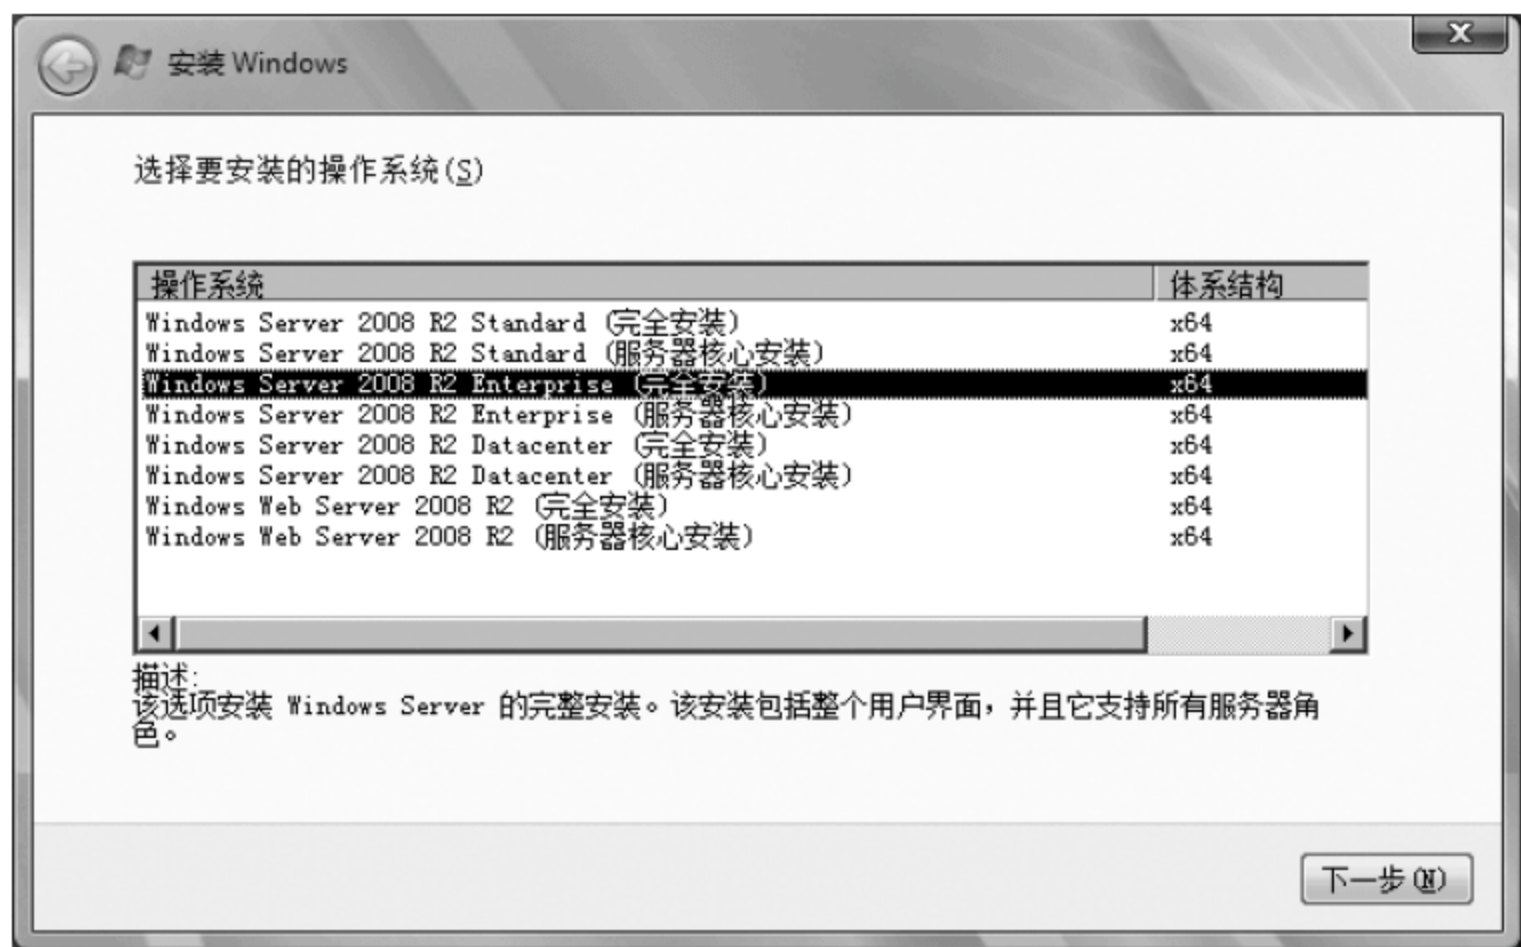 安装 Windows
选择要安装的操作系统(S)
操作系统 体系结构
Windows Server 2008 R2 Standard (完全安装) x64
Windows Server 2008 R2 Standard (服务器核心安装) x64
Windows Server 2008 R2 Enterprise (完全安装) x64
Windows Server 2008 R2 Enterprise (服务器核心安装) x64
Windows Server 2008 R2 Datacenter (完全安装) x64
Windows Server 2008 R2 Datacenter (服务器核心安装) x64
Windows Web Server 2008 R2 (完全安装) x64
Windows Web Server 2008 R2 (服务器核心安装) x64
描述:
该选项安装 Windows Server 的完整安装。该安装包括整个用户界面，并且它支持所有服务器角
色。
下一步(N)